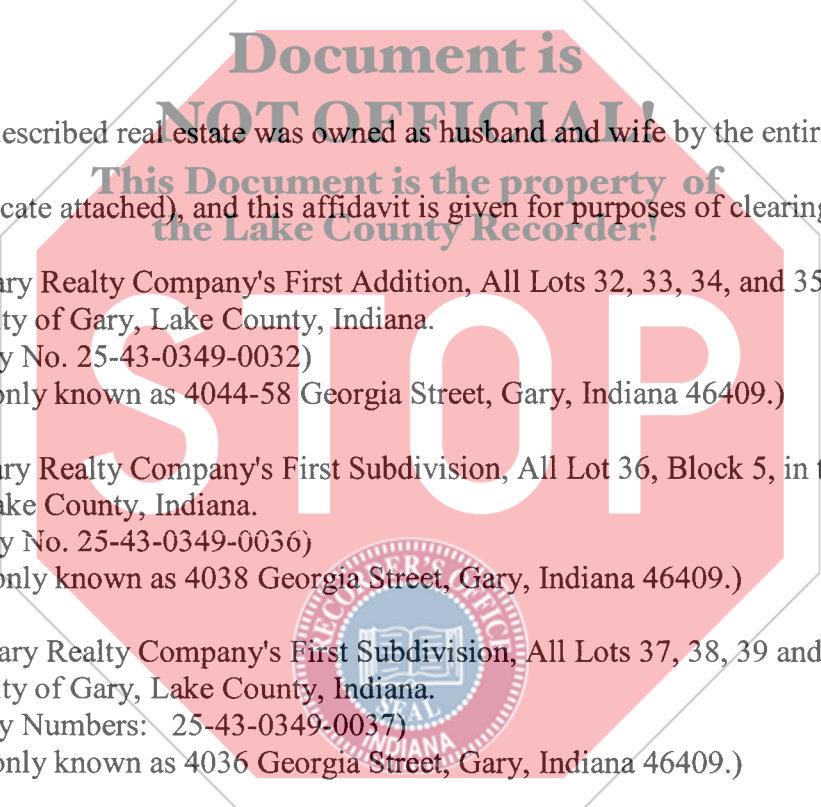 Document is
NOT OFFICIAL!
escribed real estate was owned as husband and wife by the entir
This Document is the property of
cate attached), and this affidavit is given for purposes of clearing
the Lake County Recorder!
ary Realty Company's First Addition, All Lots 32, 33, 34, and 35
ty of Gary, Lake County, Indiana.
y No. 25-43-0349-0032)
only known as 4044-58 Georgia Street, Gary, Indiana 46409.)
STOP
ary Realty Company's First Subdivision, All Lot 36, Block 5, in t
ake County, Indiana.
y No. 25-43-0349-0036)
only known as 4038 Georgia Street, Gary, Indiana 46409.)
RECORDER'S OFFICE
ary Realty Company's First Subdivision, All Lots 37, 38, 39 and
ty of Gary, Lake County, Indiana.
SEAL
y Numbers: 25-43-0349-0037)
INDIANA
only known as 4036 Georgia Street, Gary, Indiana 46409.)